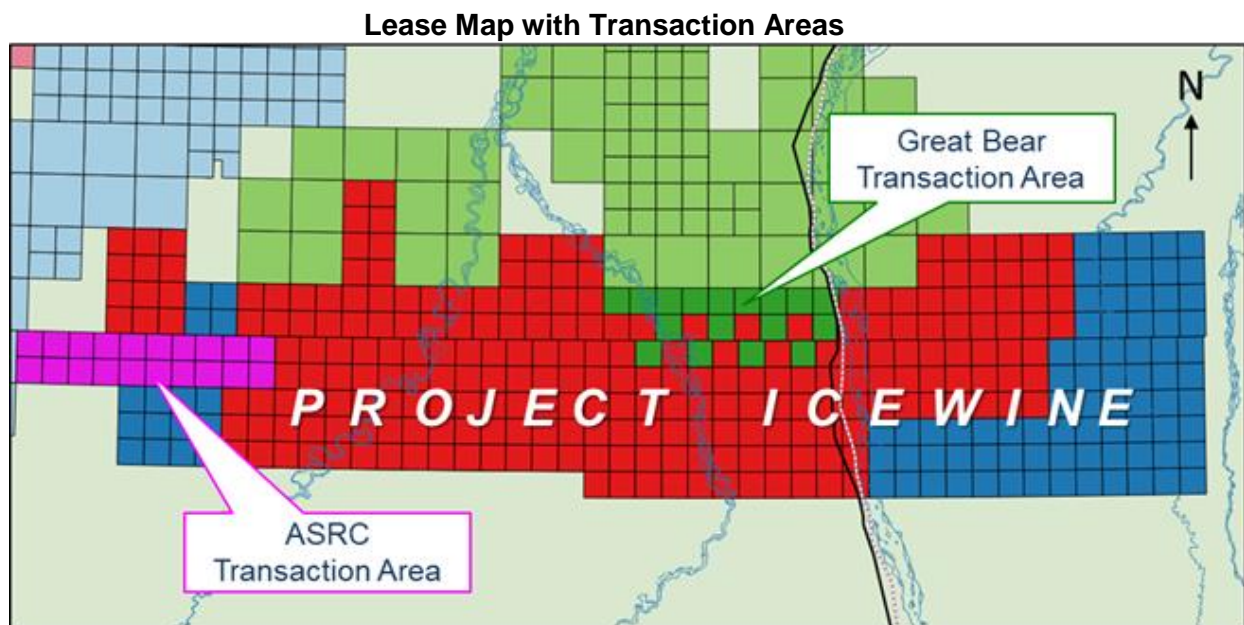 Lease Map with Transaction Areas
N
Great Bear
Transaction Area
PROJECT ICEWINE
ASRC
Transaction Area